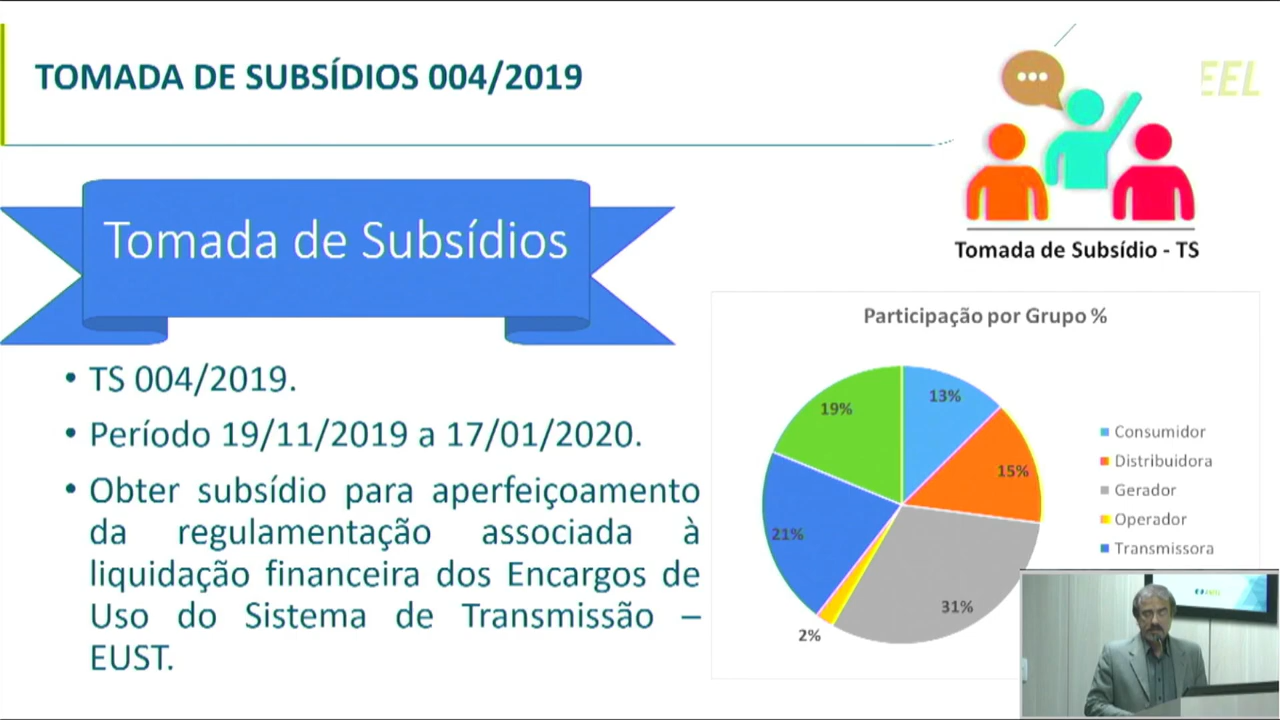 TOMADA DE SUBSÍDIOS 004/2019
EEL
Tomada de Subsídios
Tomada de Subsídio - TS
• TS 004/2019.
• Período 19/11/2019 a 17/01/2020.
• Obter subsídio para aperfeiçoamento
da regulamentação associada à
liquidação financeira dos Encargos de
Uso do Sistema de Transmissão –
EUST.
Participação por Grupo %
13%
15%
31%
2%
21%
19%
Consumidor
Distribuidora
Gerador
Operador
Transmissora